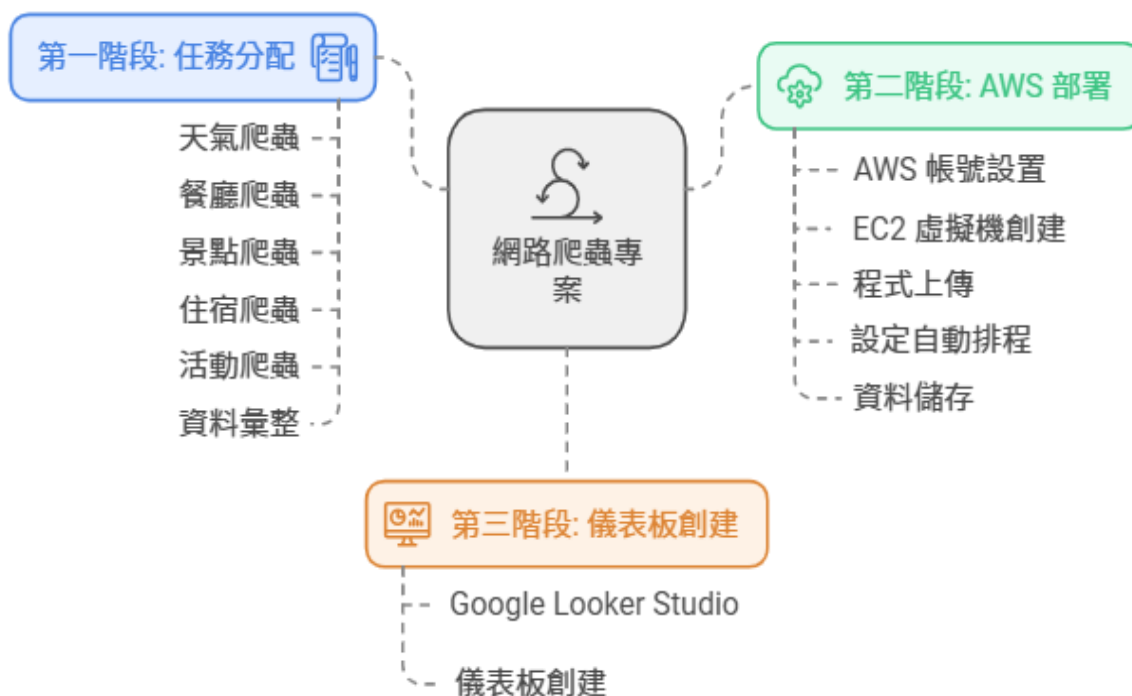 第一階段: 任務分配
天氣爬蟲
餐廳爬蟲
景點爬蟲
住宿爬蟲
活動爬蟲
資料彙整
網路爬蟲專
案
第二階段: AWS 部署
AWS 帳號設置
EC2 虛擬機創建
程式上傳
設定自動排程
資料儲存
第三階段: 儀表板創建
Google Looker Studio
儀表板創建